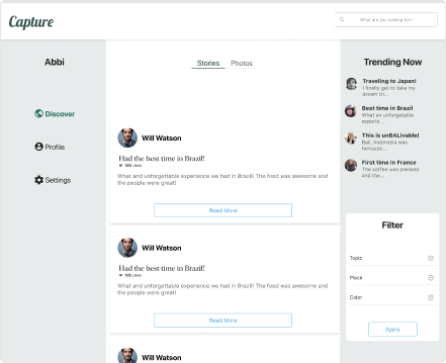 Capture
What are you looking for?
Abbi
Discover
Profile
Settings
Stories
Photos
Will Watson
Had the best time in Brazil!
Likes
What and unforgettable experience we had in Brazil! The food was awesome and
the people were great!
Read More
Will Watson
Had the best time in Brazil!
Likes
What and unforgettable experience we had in Brazil! The food was awesome and
the people were great!
Read More
Will Watson
Trending Now
Traveling to Japan!
I finally got to take my
dream tri...
Best time in Brazil
What an unforgettable
experie...
This is unBALIvable!
Bali, Indonesia was
fantastic...
First time in France
The coffee was pressed
and the...
Filter
Topic
Place
Color
Apply